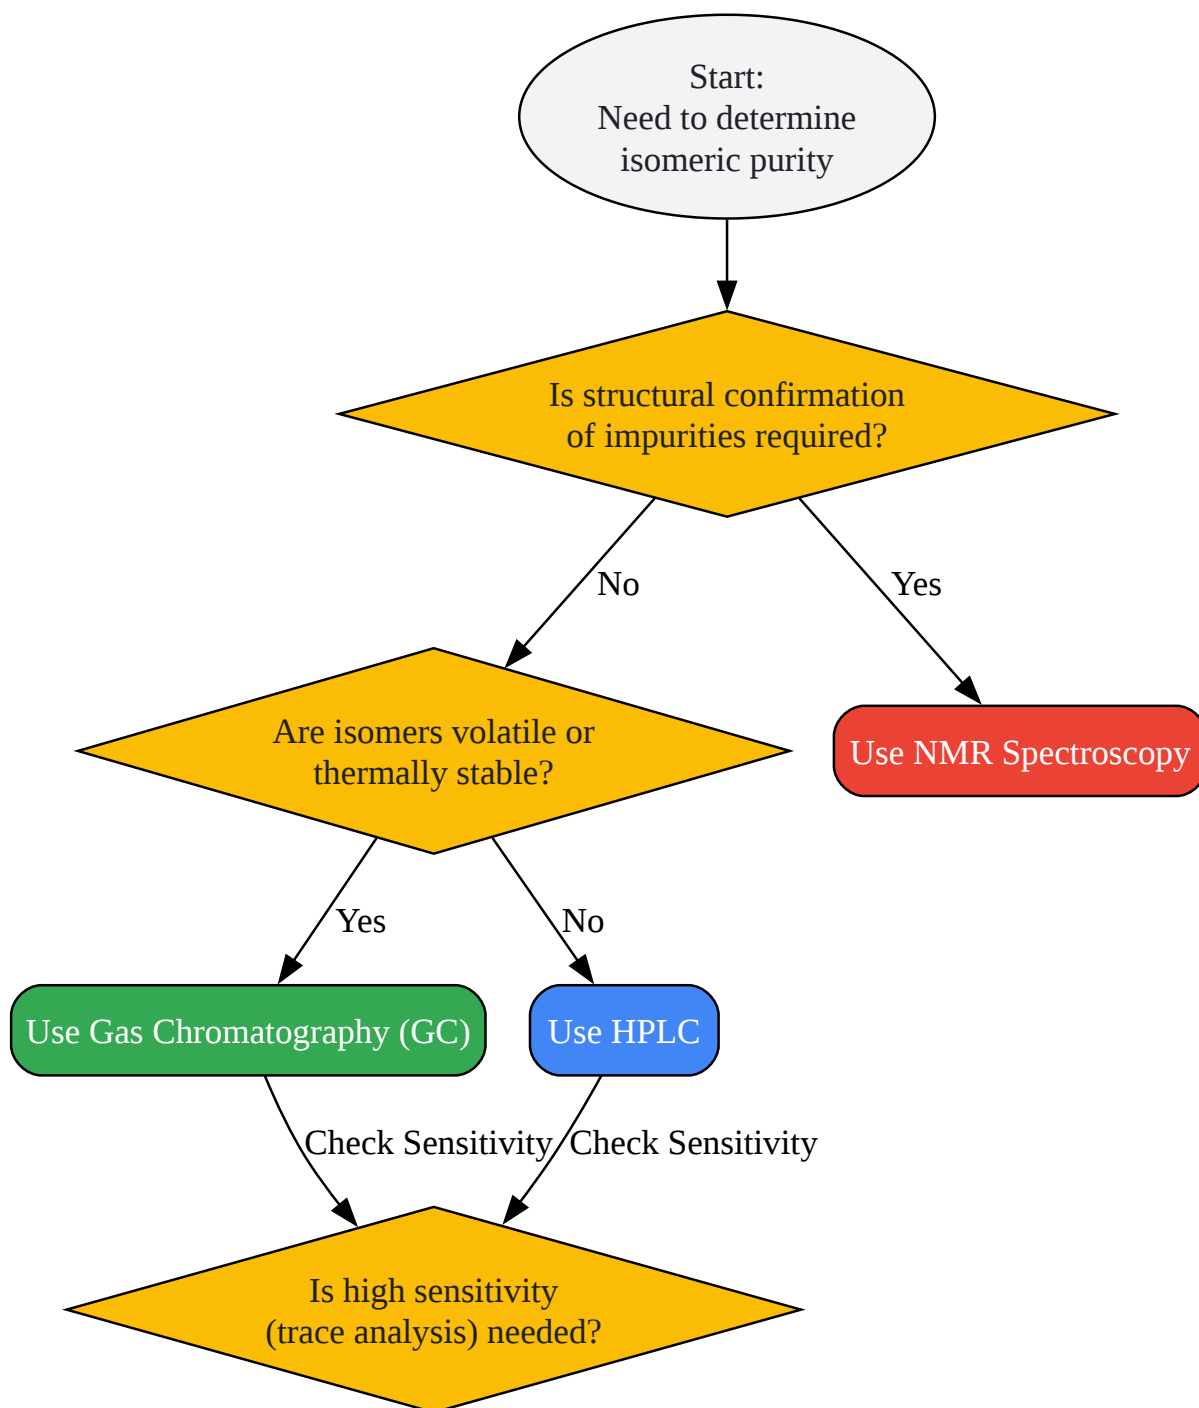 Start:
Need to determine
isomeric purity
Is structural confirmation
of impurities required?
No
Yes
Are isomers volatile or
thermally stable?
Use NMR Spectroscopy
Yes
No
Use Gas Chromatography (GC)
Use HPLC
Check Sensitivity
Check Sensitivity
Is high sensitivity
(trace analysis) needed?